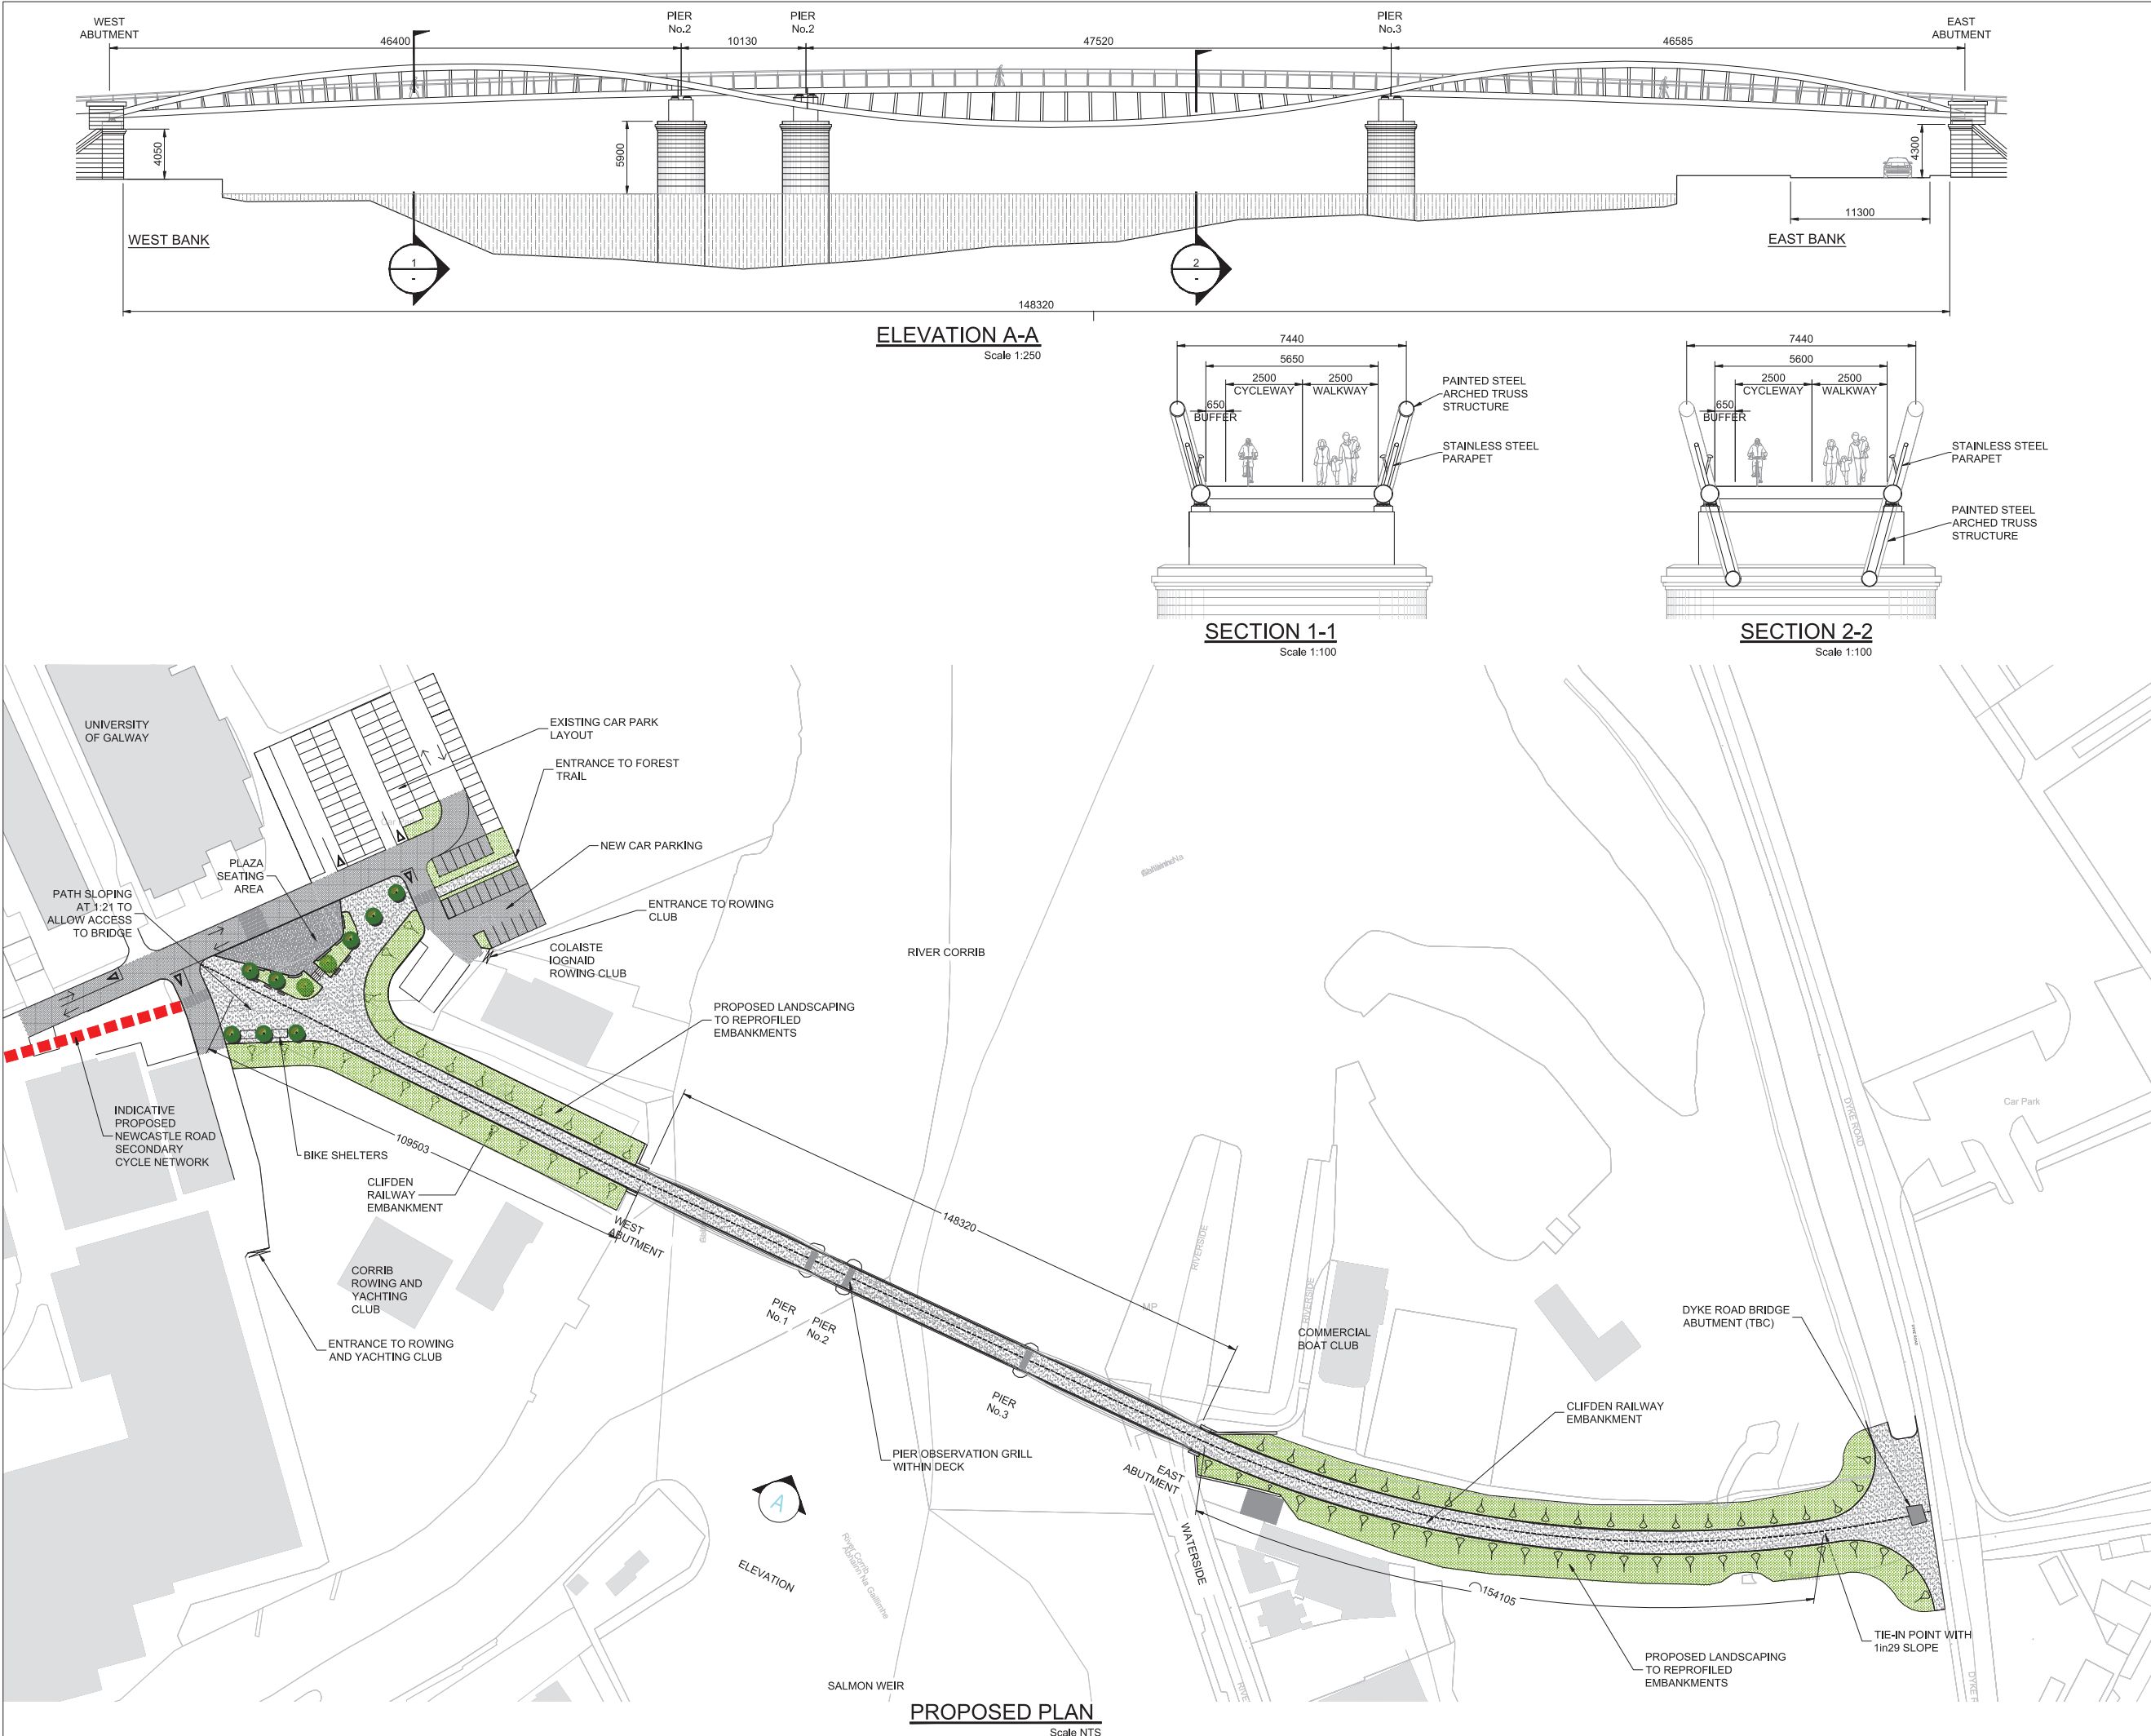 WEST
ABUTMENT
PIER
No.2
PIER
No.2
PIER
No.3
EAST
ABUTMENT
46400
10130
47520
46585
4050
5900
4300
11300
WEST BANK
EAST BANK
1
-
2
-
148320
ELEVATION A-A
Scale 1:250
7440
5650
2500
CYCLEWAY
2500
WALKWAY
650
BUFFER
PAINTED STEEL
ARCHED TRUSS
STRUCTURE
STAINLESS STEEL
PARAPET
SECTION 1-1
Scale 1:100
7440
5600
2500
CYCLEWAY
2500
WALKWAY
650
BUFFER
STAINLESS STEEL
PARAPET
PAINTED STEEL
ARCHED TRUSS
STRUCTURE
SECTION 2-2
Scale 1:100
UNIVERSITY
OF GALWAY
EXISTING CAR PARK
LAYOUT
ENTRANCE TO FOREST
TRAIL
NEW CAR PARKING
PLAZA
SEATING
AREA
PATH SLOPING
AT 1:21 TO
ALLOW ACCESS
TO BRIDGE
ENTRANCE TO ROWING
CLUB
COLAISTE
IOGNAID
ROWING CLUB
RIVER CORRIB
PROPOSED LANDSCAPING
TO REPROFILED
EMBANKMENTS
INDICATIVE
PROPOSED
NEWCASTLE ROAD
SECONDARY
CYCLE NETWORK
BIKE SHELTERS
109503
CLIFDEN
RAILWAY
EMBANKMENT
WEST
ABUTMENT
148320
CORRIB
ROWING AND
YACHTING
CLUB
ENTRANCE TO ROWING
AND YACHTING CLUB
PIER
No.1
PIER
No.2
PIER
No.3
PIER OBSERVATION GRILL
WITHIN DECK
MP
RIVERSIDE
RIVERSIDE
COMMERCIAL
BOAT CLUB
DYKE ROAD
Car Park
DYKE ROAD BRIDGE
ABUTMENT (TBC)
CLIFDEN RAILWAY
EMBANKMENT
EAST
ABUTMENT
WATERSIDE
154105
A
ELEVATION
River Corrib
SALMON WEIR
TIE-IN POINT WITH
1in29 SLOPE
PROPOSED LANDSCAPING
TO REPROFILED
EMBANKMENTS
PROPOSED PLAN
Scale NTS